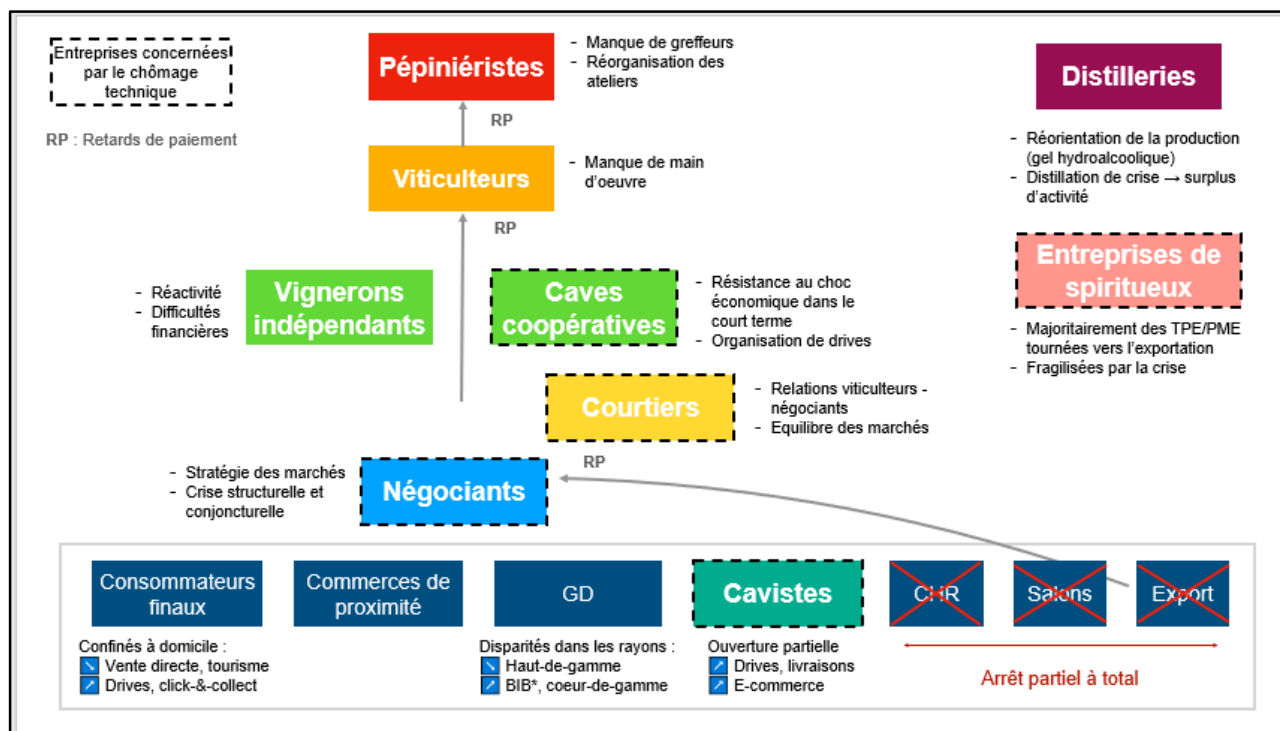 Entreprises concernées
par le chômage
technique
RP : Retards de paiement
Pépiniéristes
- Manque de greffeurs
- Réorganisation des
ateliers
RP
Viticulteurs
- Manque de main
d'oeuvre
RP
Distilleries
- Réorientation de la production
(gel hydroalcoolique)
- Distillation de crise → surplus
d'activité
Entreprises de
spiritueux
- Majoritairement des TPE/PME
tournées vers l'exportation
- Fragilisées par la crise
- Réactivité
- Difficultés
financières
Vignerons
indépendants
Caves
coopératives
- Résistance au choc
économique dans le
court terme
- Organisation de drives
Courtiers
- Relations viticulteurs -
négociants
- Equilibre des marchés
RP
- Stratégie des marchés
- Crise structurelle et
conjoncturelle
Négociants
Consommateurs
finaux
Confinés à domicile :
↘ Vente directe, tourisme
↗ Drives, click-&-collect
Commerces de
proximité
GD
Disparités dans les rayons :
↘ Haut-de-gamme
↗ BIB*, coeur-de-gamme
Cavistes
Ouverture partielle
↗ Drives, livraisons
↗ E-commerce
CHR
Salons
Export
Arrêt partiel à total